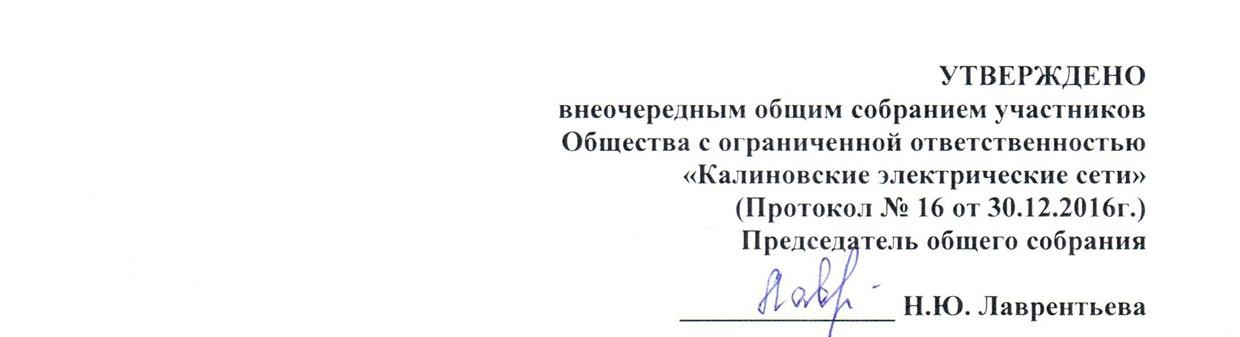 УТВЕРЖДЕНО
внеочередным общим собранием участников
Общества с ограниченной ответственностью
«Калиновские электрические сети»
(Протокол № 16 от 30.12.2016г.)
Председатель общего собрания
Лавр- Н.Ю. Лаврентьева